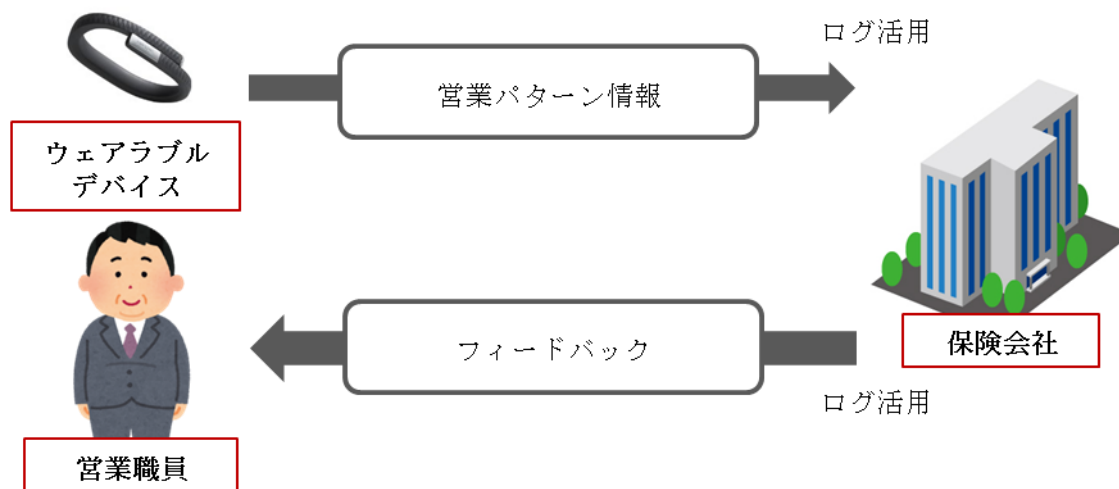 ログ活用
営業パターン情報
ウェアラブル
デバイス
保険会社
フィードバック
ログ活用
営業職員